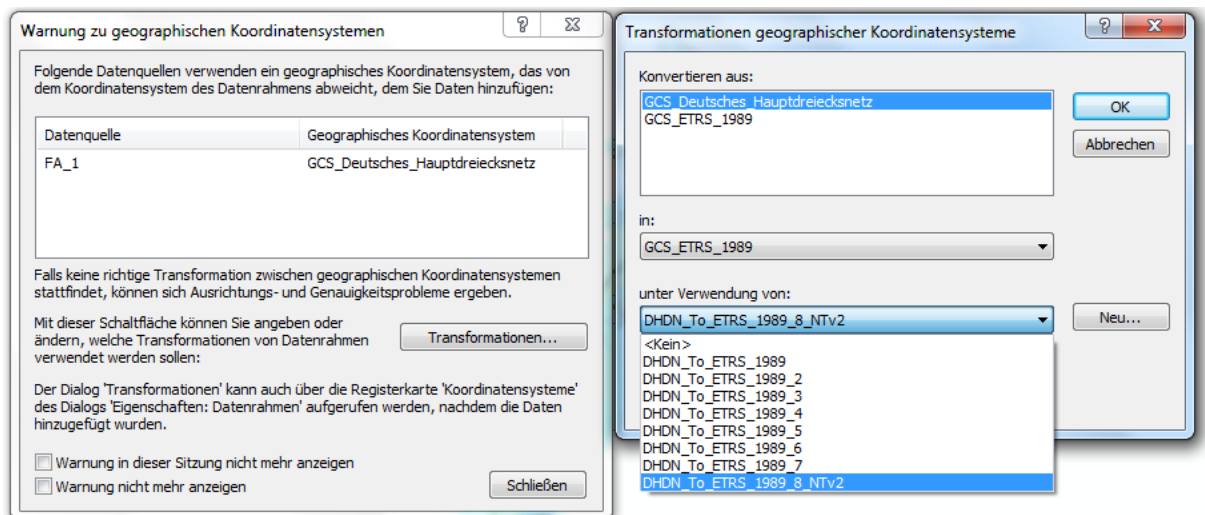 Warnung zu geographischen Koordinatensystemen
Folgende Datenquellen verwenden ein geographisches Koordinatensystem, das von
dem Koordinatensystem des Datenrahmens abweicht, dem Sie Daten hinzufügen:
Datenquelle Geographisches Koordinatensystem
FA_1 GCS_Deutsches_Hauptdreiecksnetz
Falls keine richtige Transformation zwischen geographischen Koordinatensystemen
stattfindet, können sich Ausrichtungs- und Genauigkeitsprobleme ergeben.
Mit dieser Schaltfläche können Sie angeben oder
ändern, welche Transformationen von Datenrahmen
verwendet werden sollen:
Transformationen...
Der Dialog 'Transformationen' kann auch über die Registerkarte 'Koordinatensysteme'
des Dialogs 'Eigenschaften: Datenrahmen' aufgerufen werden, nachdem die Daten
hinzugefügt wurden.
Warnung in dieser Sitzung nicht mehr anzeigen
Warnung nicht mehr anzeigen
Schließen
Transformationen geographischer Koordinatensysteme
Konvertieren aus:
GCS_Deutsches_Hauptdreiecksnetz
GCS_ETRS_1989
OK
Abbrechen
in:
GCS_ETRS_1989
unter Verwendung von:
DHDN_To_ETRS_1989_8_NTv2
Neu...
<Kein>
DHDN_To_ETRS_1989
DHDN_To_ETRS_1989_2
DHDN_To_ETRS_1989_3
DHDN_To_ETRS_1989_4
DHDN_To_ETRS_1989_5
DHDN_To_ETRS_1989_6
DHDN_To_ETRS_1989_7
DHDN_To_ETRS_1989_8_NTv2